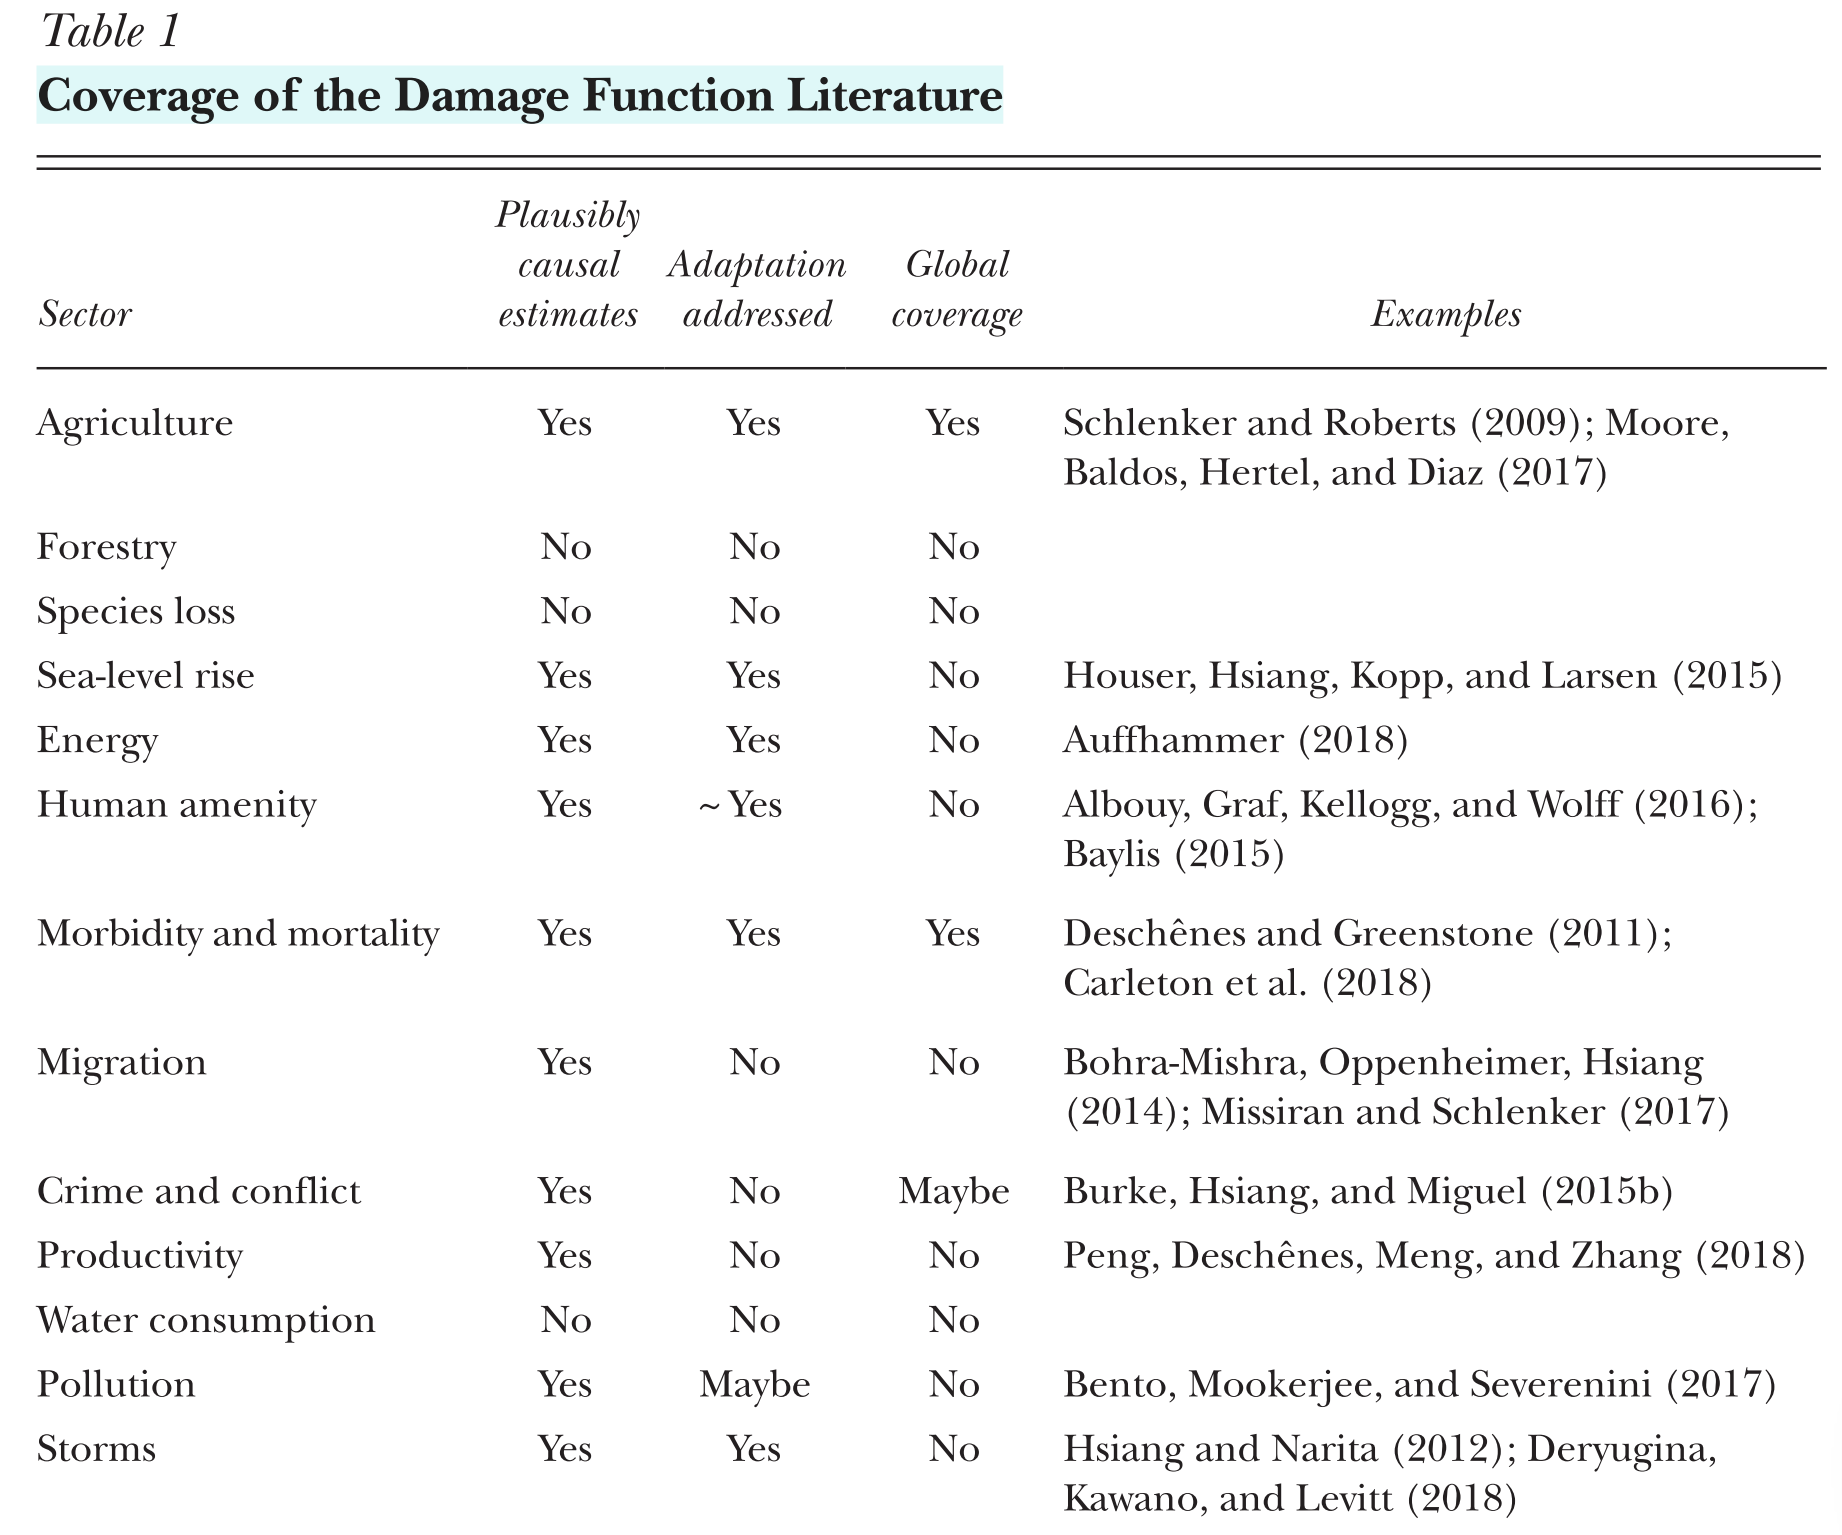 Table 1
Coverage of the Damage Function Literature
Sector Plausibly causal estimates Adaptation addressed Global coverage Examples
Agriculture Yes Yes Yes Schlenker and Roberts (2009); Moore,
Baldos, Hertel, and Diaz (2017)
Forestry No No No
Species loss No No No
Sea-level rise Yes Yes No Houser, Hsiang, Kopp, and Larsen (2015)
Energy Yes Yes No Auffhammer (2018)
Human amenity Yes ~ Yes No Albouy, Graf, Kellogg, and Wolff (2016);
Baylis (2015)
Morbidity and mortality Yes Yes Yes Deschênes and Greenstone (2011);
Carleton et al. (2018)
Migration Yes No No Bohra-Mishra, Oppenheimer, Hsiang
(2014); Missiran and Schlenker (2017)
Crime and conflict Yes No Maybe Burke, Hsiang, and Miguel (2015b)
Productivity Yes No No Peng, Deschênes, Meng, and Zhang (2018)
Water consumption No No No
Pollution Yes Maybe No Bento, Mookerjee, and Severenini (2017)
Storms Yes Yes No Hsiang and Narita (2012); Deryugina,
Kawano, and Levitt (2018)